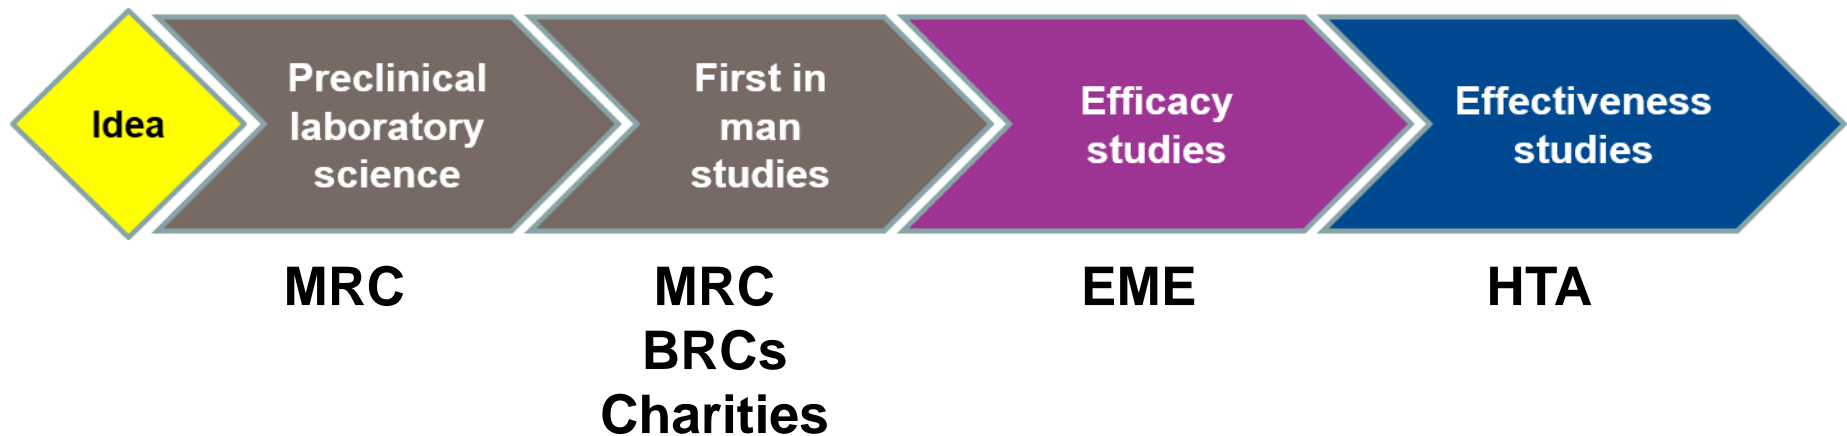 Idea
Preclinical
laboratory
science
First in
man
studies
Efficacy
studies
Effectiveness
studies
MRC
MRC
BRCs
Charities
EME
HTA